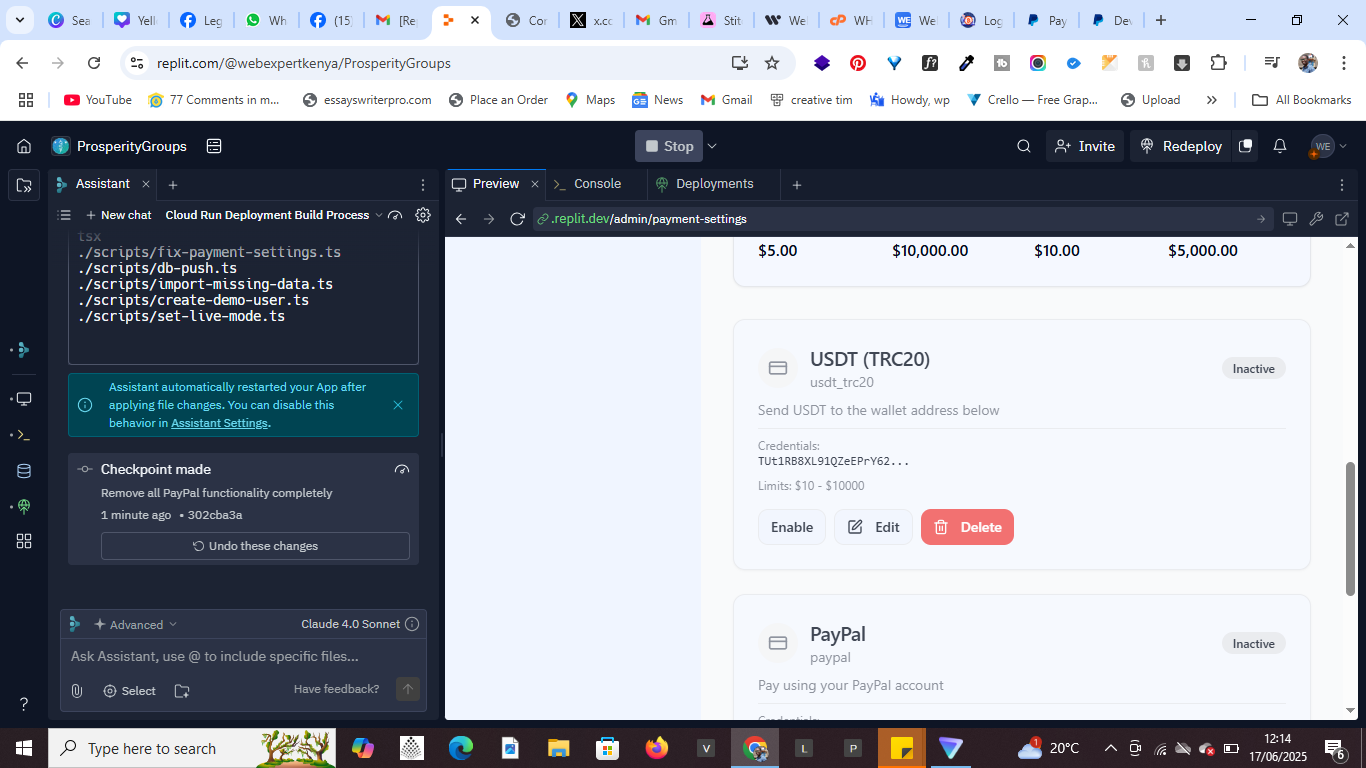 Sea
Yello
Leg
Wh
(15)
[Re
Cor
x.co
Gm
Stit
We
WH
We
Log
Pay
Dev
replit.com/@webexpertkenya/ProsperityGroups
YouTube
77 Comments in m...
essayswriterpro.com
Place an Order
Maps
News
Gmail
creative tim
Howdy, wp
Crello — Free Grap...
Upload
All Bookmarks
ProsperityGroups
Stop
Invite
Redeploy
WE
Assistant
Preview
Console
Deployments
New chat
Cloud Run Deployment Build Process
.replit.dev/admin/payment-settings
tsx
./scripts/fix-payment-settings.ts
./scripts/db-push.ts
./scripts/import-missing-data.ts
./scripts/create-demo-user.ts
./scripts/set-live-mode.ts
Assistant automatically restarted your App after
applying file changes. You can disable this
behavior in Assistant Settings.
Checkpoint made
Remove all PayPal functionality completely
1 minute ago • 302cba3a
Undo these changes
Advanced
Claude 4.0 Sonnet
Ask Assistant, use @ to include specific files...
Select
Have feedback?
$5.00 $10,000.00 $10.00 $5,000.00
USDT (TRC20)
usdt_trc20
Inactive
Send USDT to the wallet address below
Credentials:
TUt1RB8XL91QZeEPrY62...
Limits: $10 - $10000
Enable
Edit
Delete
PayPal
paypal
Inactive
Pay using your PayPal account
Type here to search
V
L
P
1
20°C
12:14
17/06/2025
6